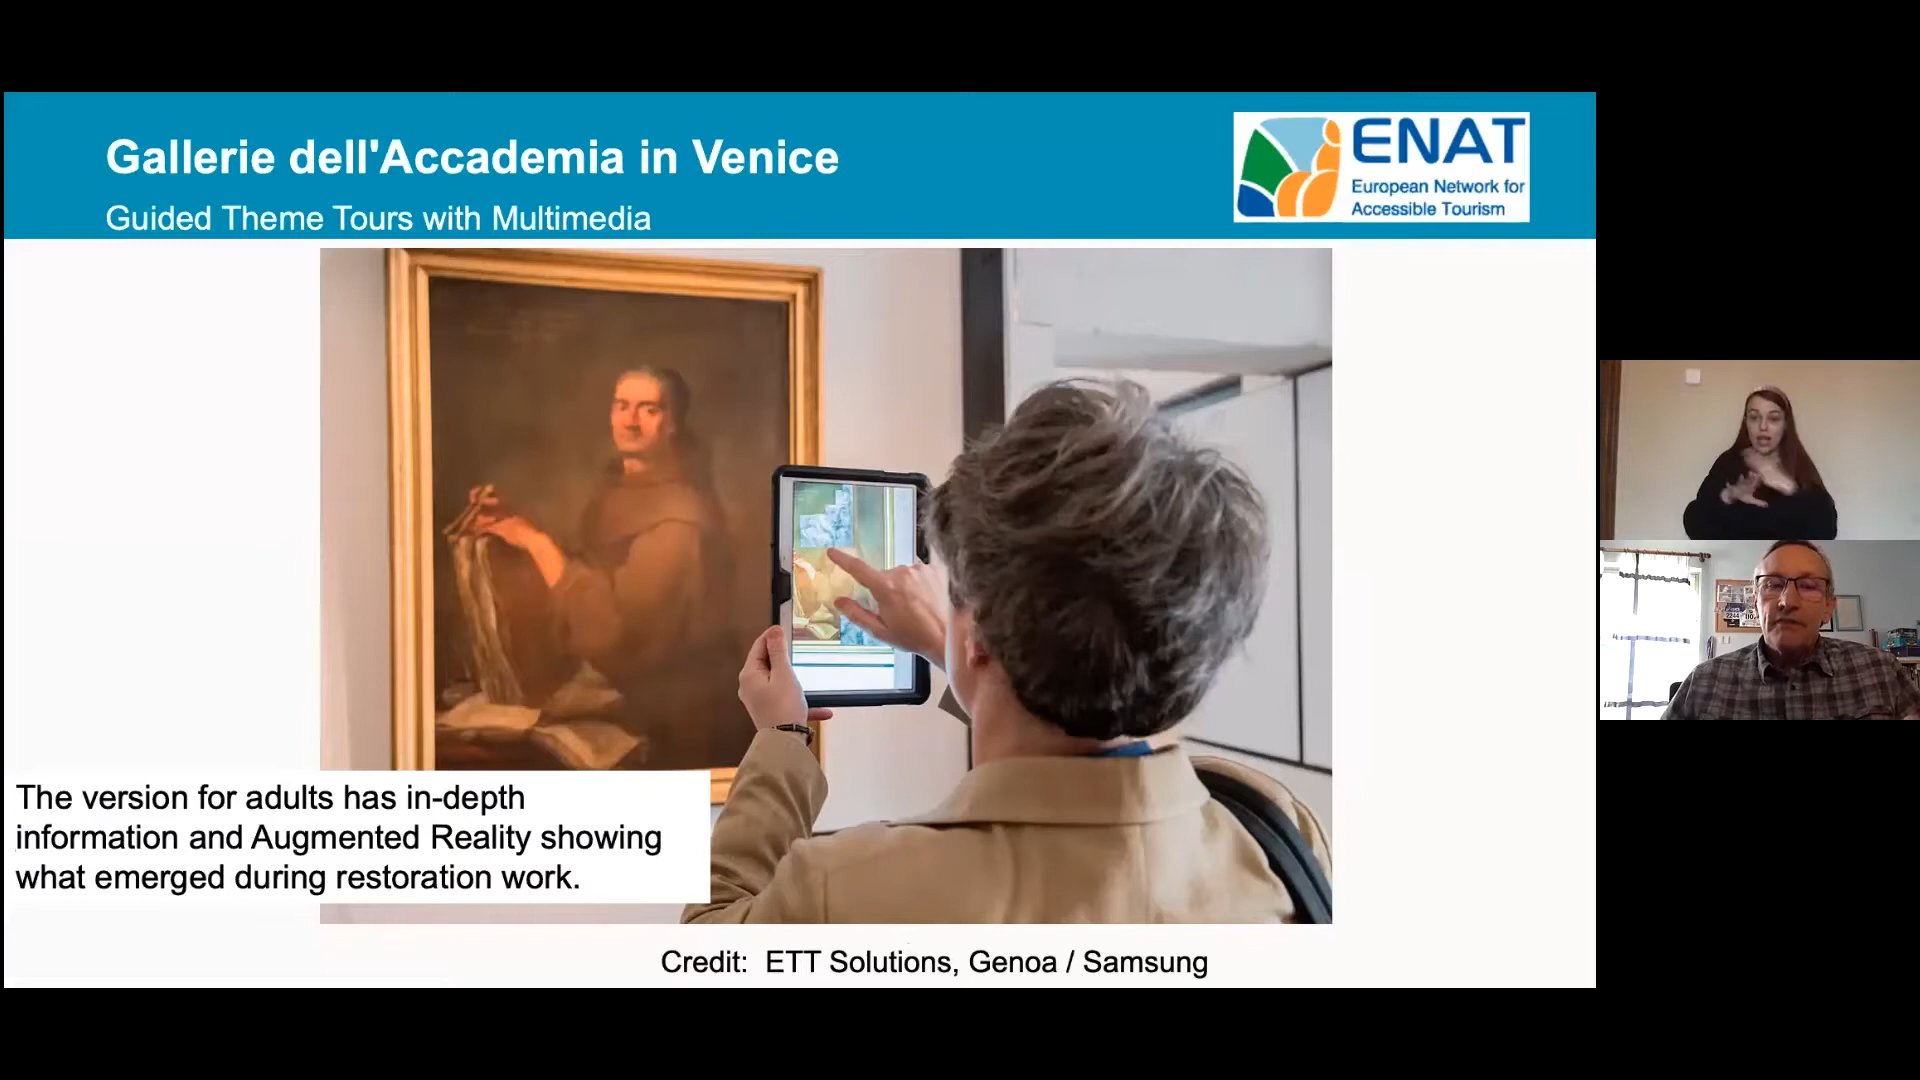 Gallerie dell'Accademia in Venice
Guided Theme Tours with Multimedia
ENAT
European Network for
Accessible Tourism
The version for adults has in-depth
information and Augmented Reality showing
what emerged during restoration work.
Credit:  ETT Solutions, Genoa / Samsung